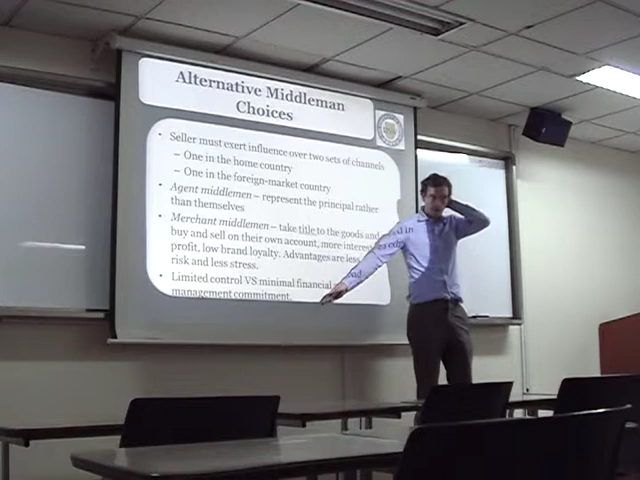 Alternative Middleman
Choices
• Seller must exert influence over two sets of channels
– One in the home country
– One in the foreign-market country
• Agent middlemen – represent the principal rather
than themselves
• Merchant middlemen – take title to the goods and
buy and sell on their own account, more in
profit, low brand loyalty. Advantages are less
risk and less stress.
• Limited control VS minimal financial
management commitment.